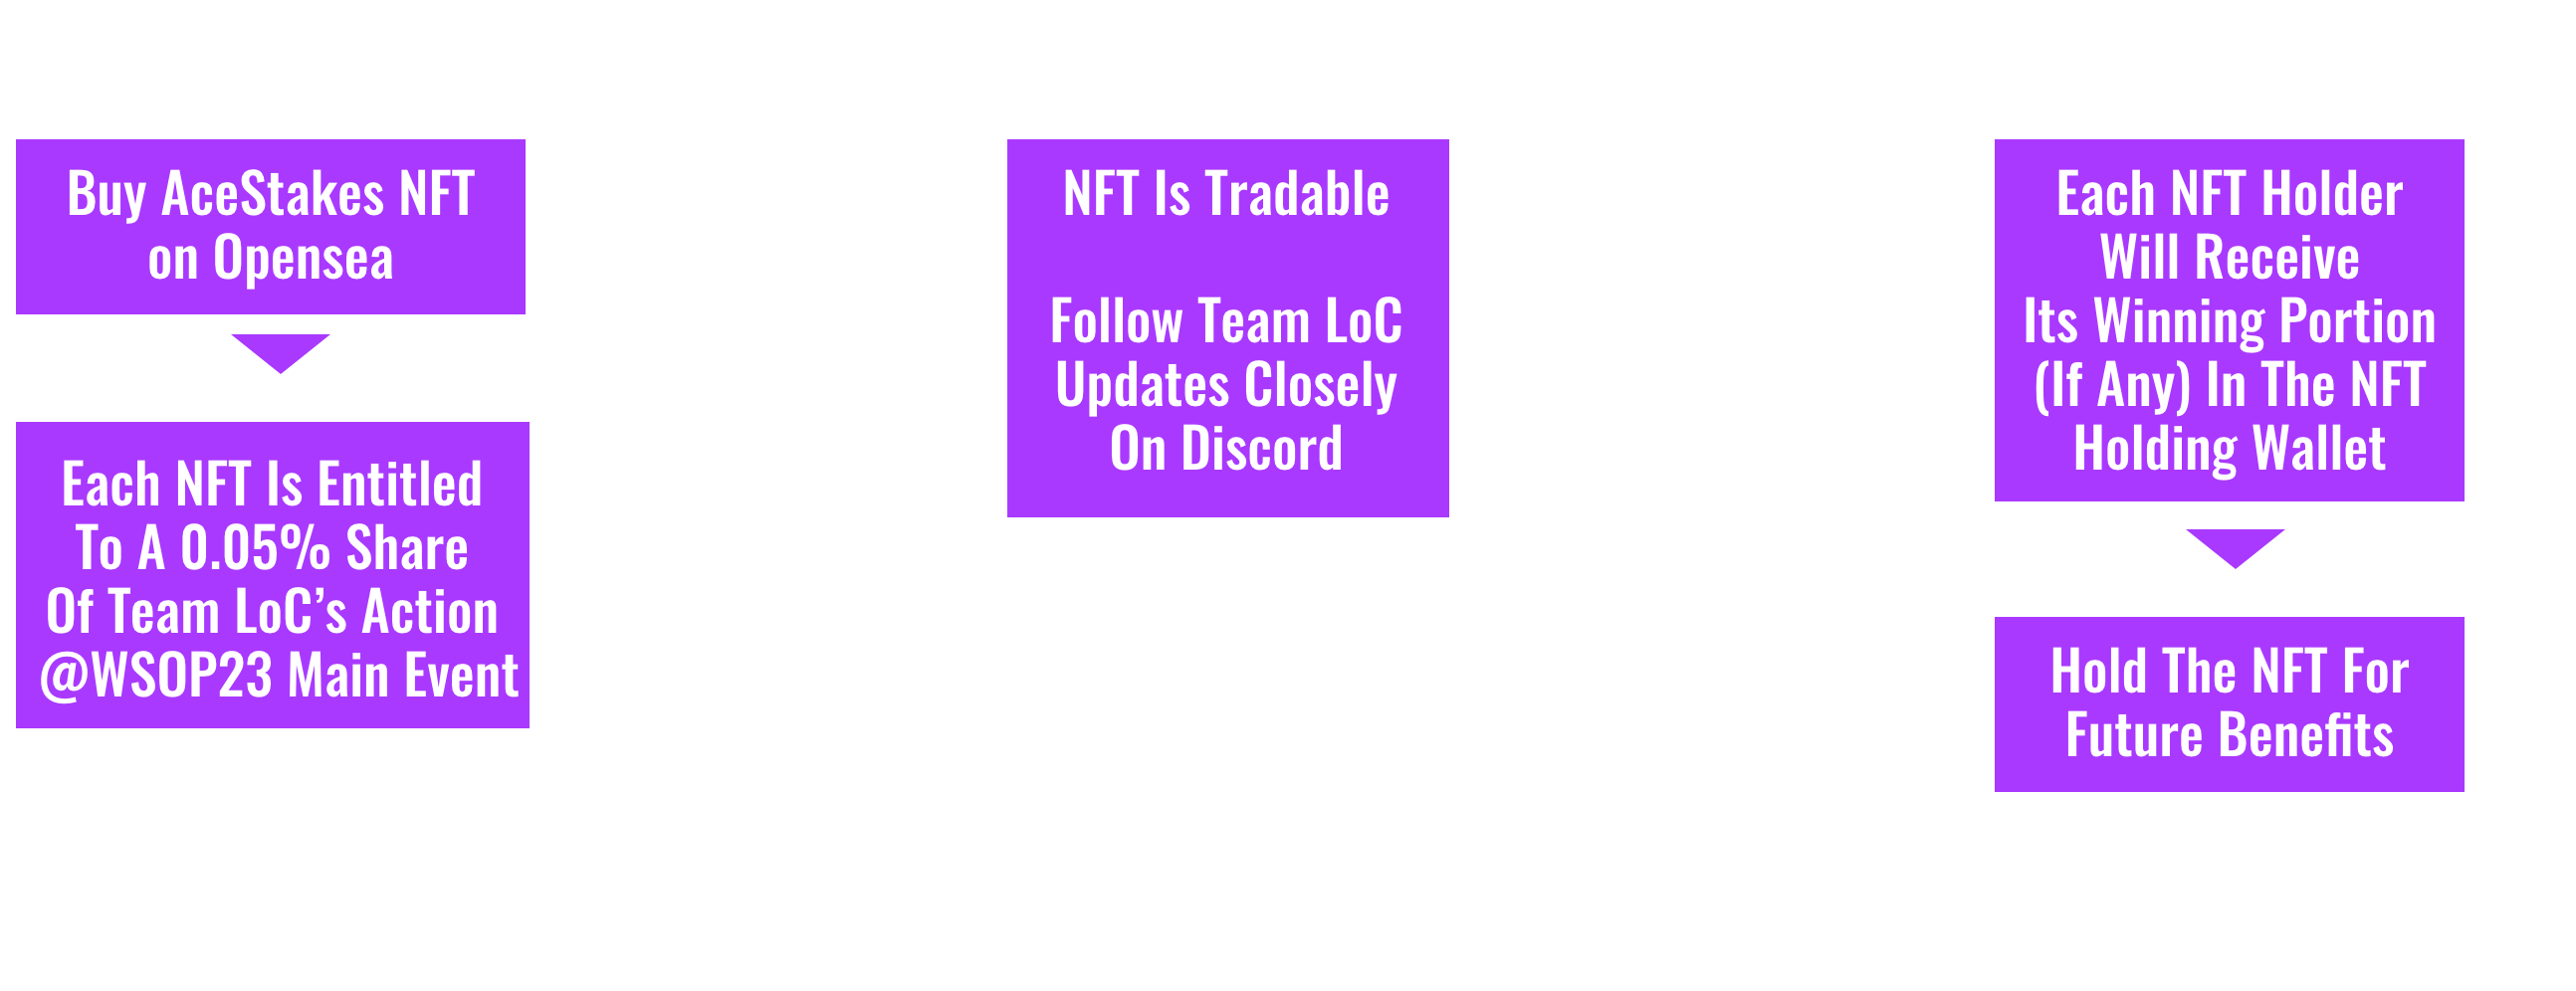 Buy AceStakes NFT
on Opensea
Each NFT Is Entitled
To A 0.05% Share
Of Team LoC’s Action
@WSOP23 Main Event
NFT Is Tradable
Follow Team LoC
Updates Closely
On Discord
Each NFT Holder
Will Receive
Its Winning Portion
(If Any) In The NFT
Holding Wallet
Hold The NFT For
Future Benefits